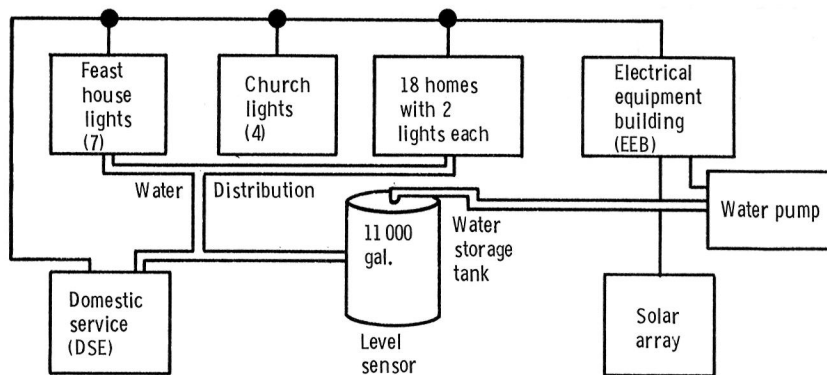 Feast
house
lights
(7)
Church
lights
(4)
18 homes
with 2
lights each
Electrical
equipment
building
(EEB)
Water
Distribution
11 000
gal.
Water
storage
tank
Water pump
Domestic
service
(DSE)
Level
sensor
Solar
array